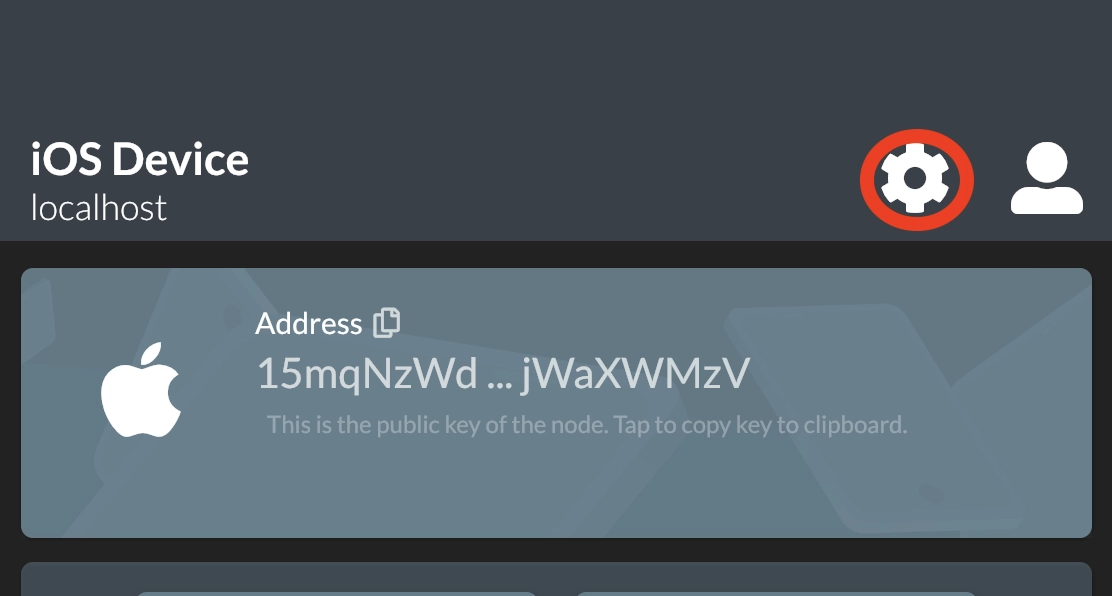 iOS Device
localhost
Address
15mqNzWd ... jWaXWMzV
This is the public key of the node. Tap to copy key to clipboard.